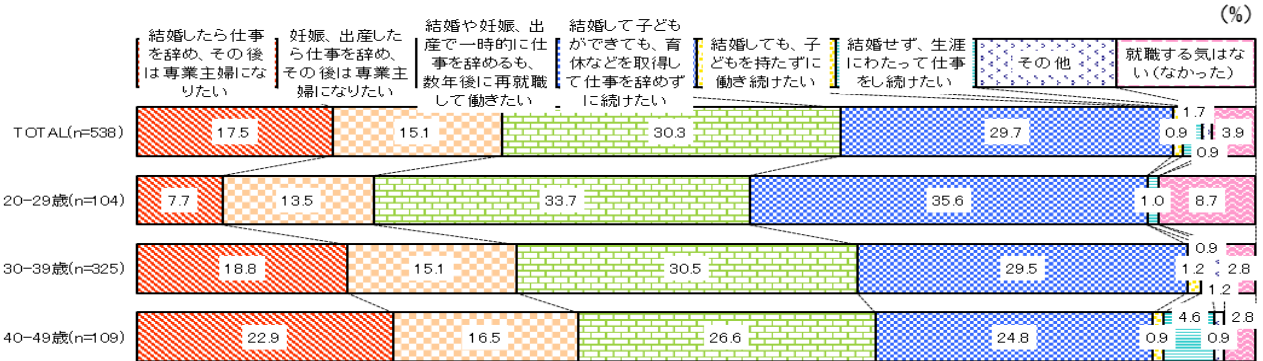 (%)
結婚したら仕事
を辞め、その後
は専業主婦にな
りたい
妊娠、出産した
ら仕事を辞め、
その後は専業主
婦になりたい
結婚や妊娠、出
産で一時的に仕
事を辞めるも、
数年後に再就職
して働きたい
結婚して子ども
ができても、育
休などを取得し
て仕事を辞めず
に続けたい
結婚しても、子
どもを持たずに
働き続けたい
結婚せず、生涯
にわたって仕事
をし続けたい
その他
就職する気はな
い(なかった)
TOTAL(n=538) 17.5 15.1 30.3 29.7 0.9 1.7 0.9 3.9
20-29歳(n=104) 7.7 13.5 33.7 35.6 1.0 8.7
30-39歳(n=325) 18.8 15.1 30.5 29.5 1.2 0.9 1.2 2.8
40-49歳(n=109) 22.9 16.5 26.6 24.8 0.9 4.6 0.9 2.8